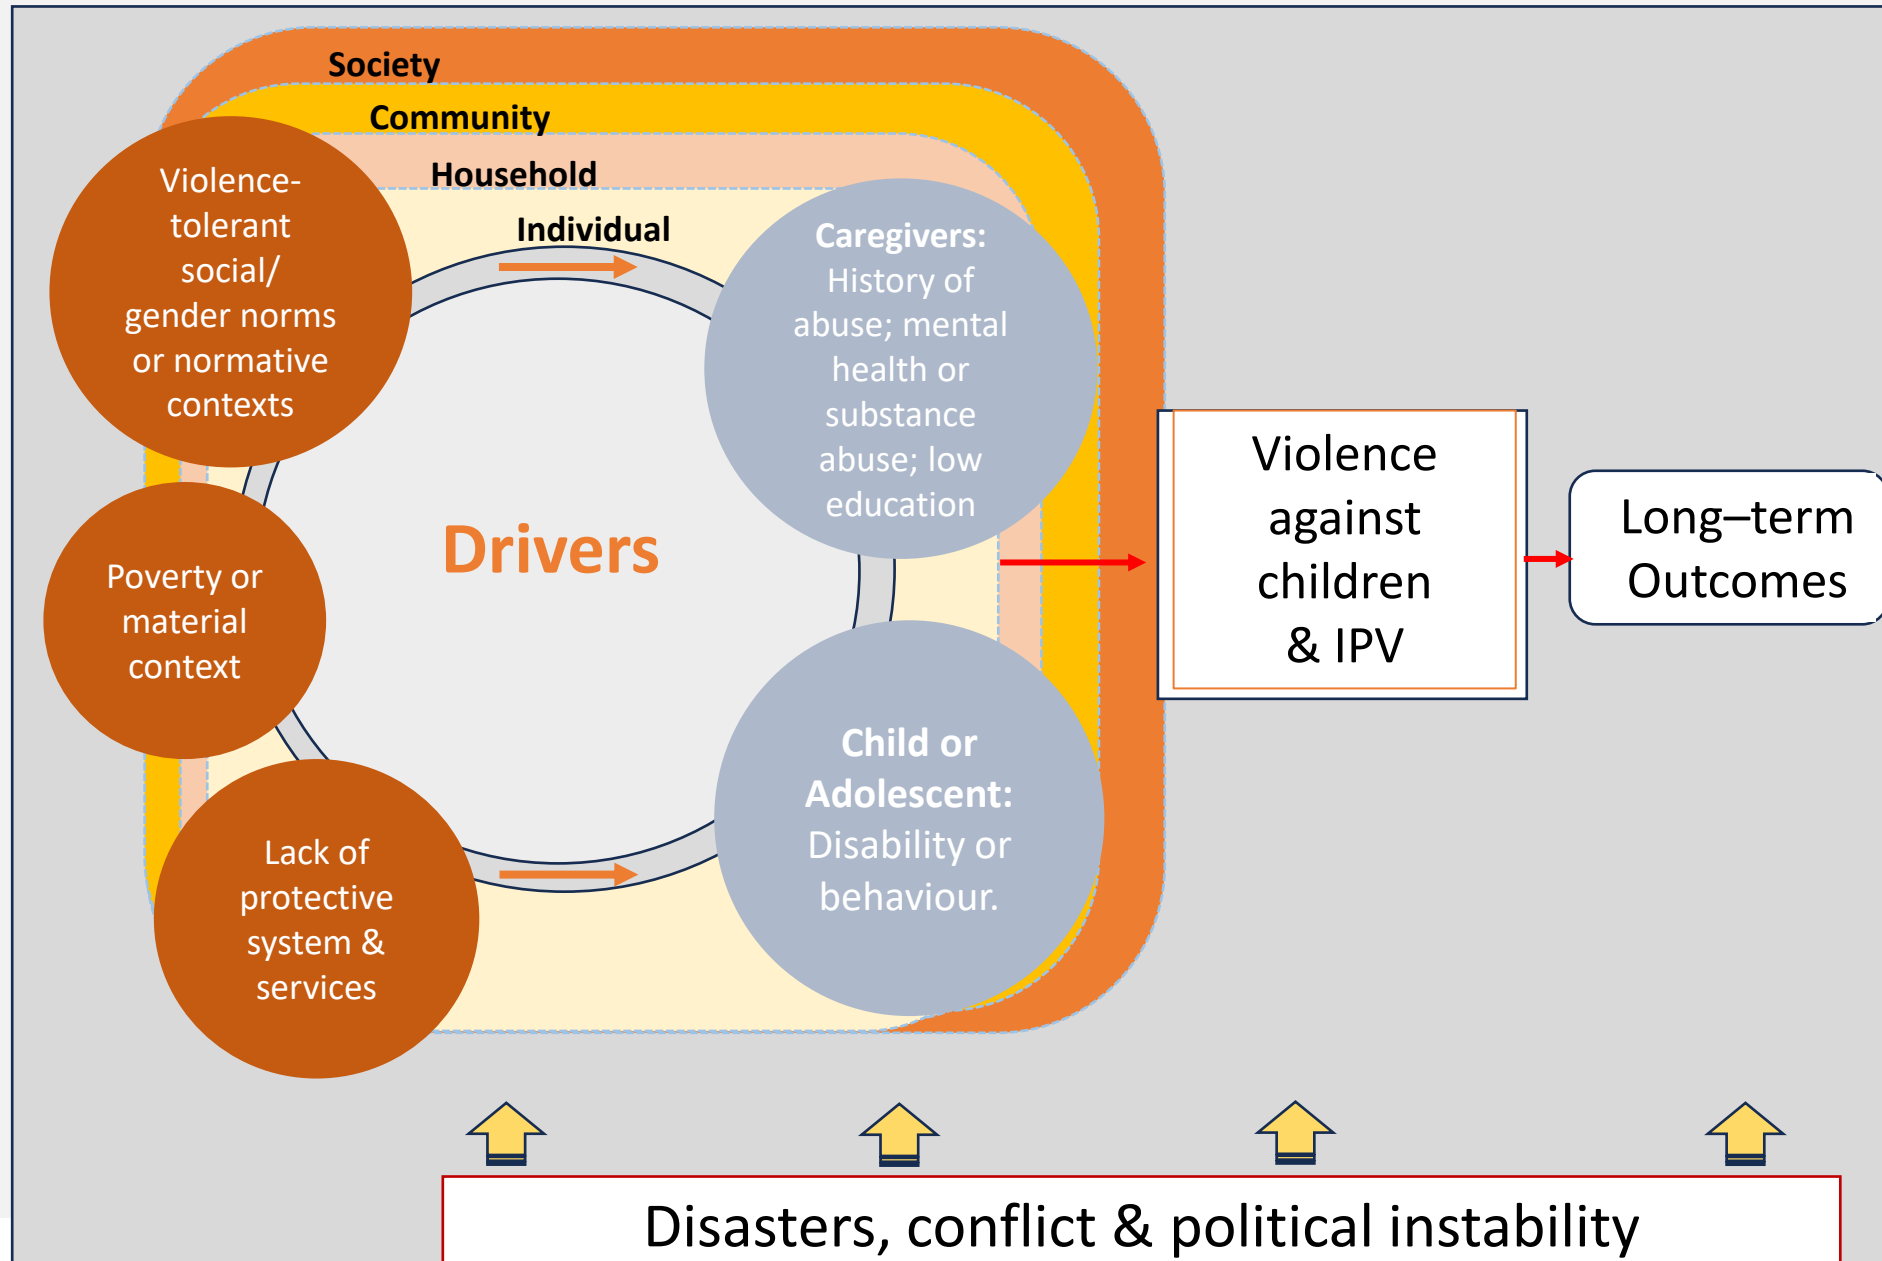 Society
Community
Household
Individual
Violence-
tolerant
social/
gender norms
or normative
contexts
Caregivers:
History of
abuse; mental
health or
substance
abuse; low
education
Drivers
Poverty or
material
context
Lack of
protective
system &
services
Child or
Adolescent:
Disability or
behaviour.
Violence
against
children
& IPV
Long–term
Outcomes
Disasters, conflict & political instability